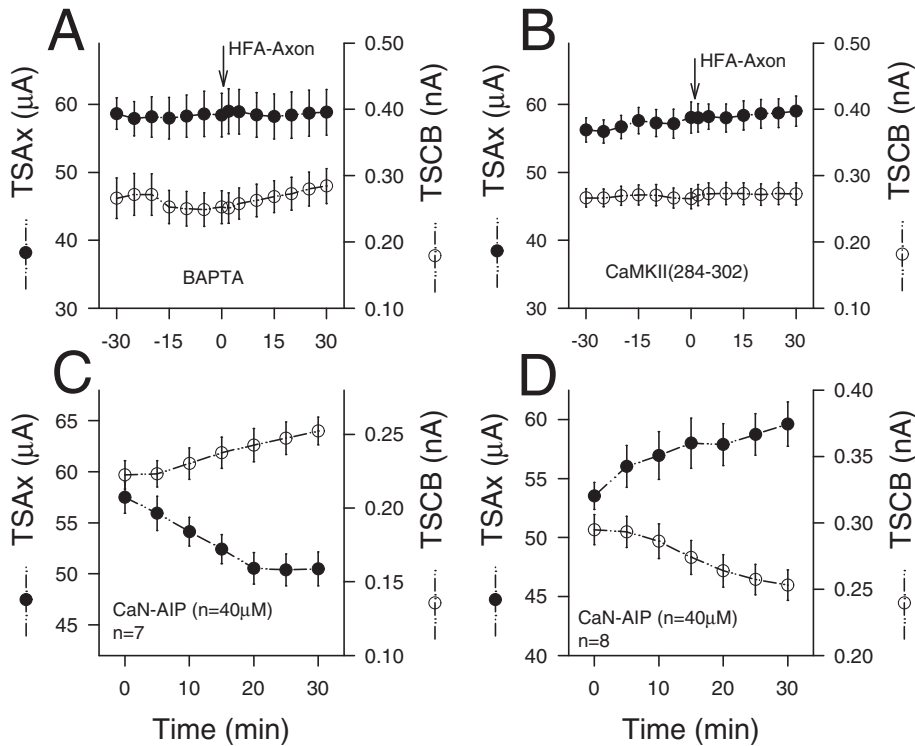 A
B
TSAx (μA)
60
50
40
30
HFA-Axon
BAPTA
-30 -15 0 15 30
0.50
0.40
0.30
0.20
0.10
TSCB (nA)
TSAx (μA)
60
50
40
30
HFA-Axon
CaMKII(284-302)
-30 -15 0 15 30
0.50
0.40
0.30
0.20
0.10
TSCB (nA)
C
D
TSAx (μA)
65
60
55
50
45
CaN-AIP (n=40μM)
n=7
0 10 20 30
Time (min)
0.25
0.20
0.15
0.10
TSCB (nA)
TSAx (μA)
60
55
50
45
40
CaN-AIP (n=40μM)
n=8
0 10 20 30
Time (min)
0.40
0.35
0.30
0.25
0.20
TSCB (nA)